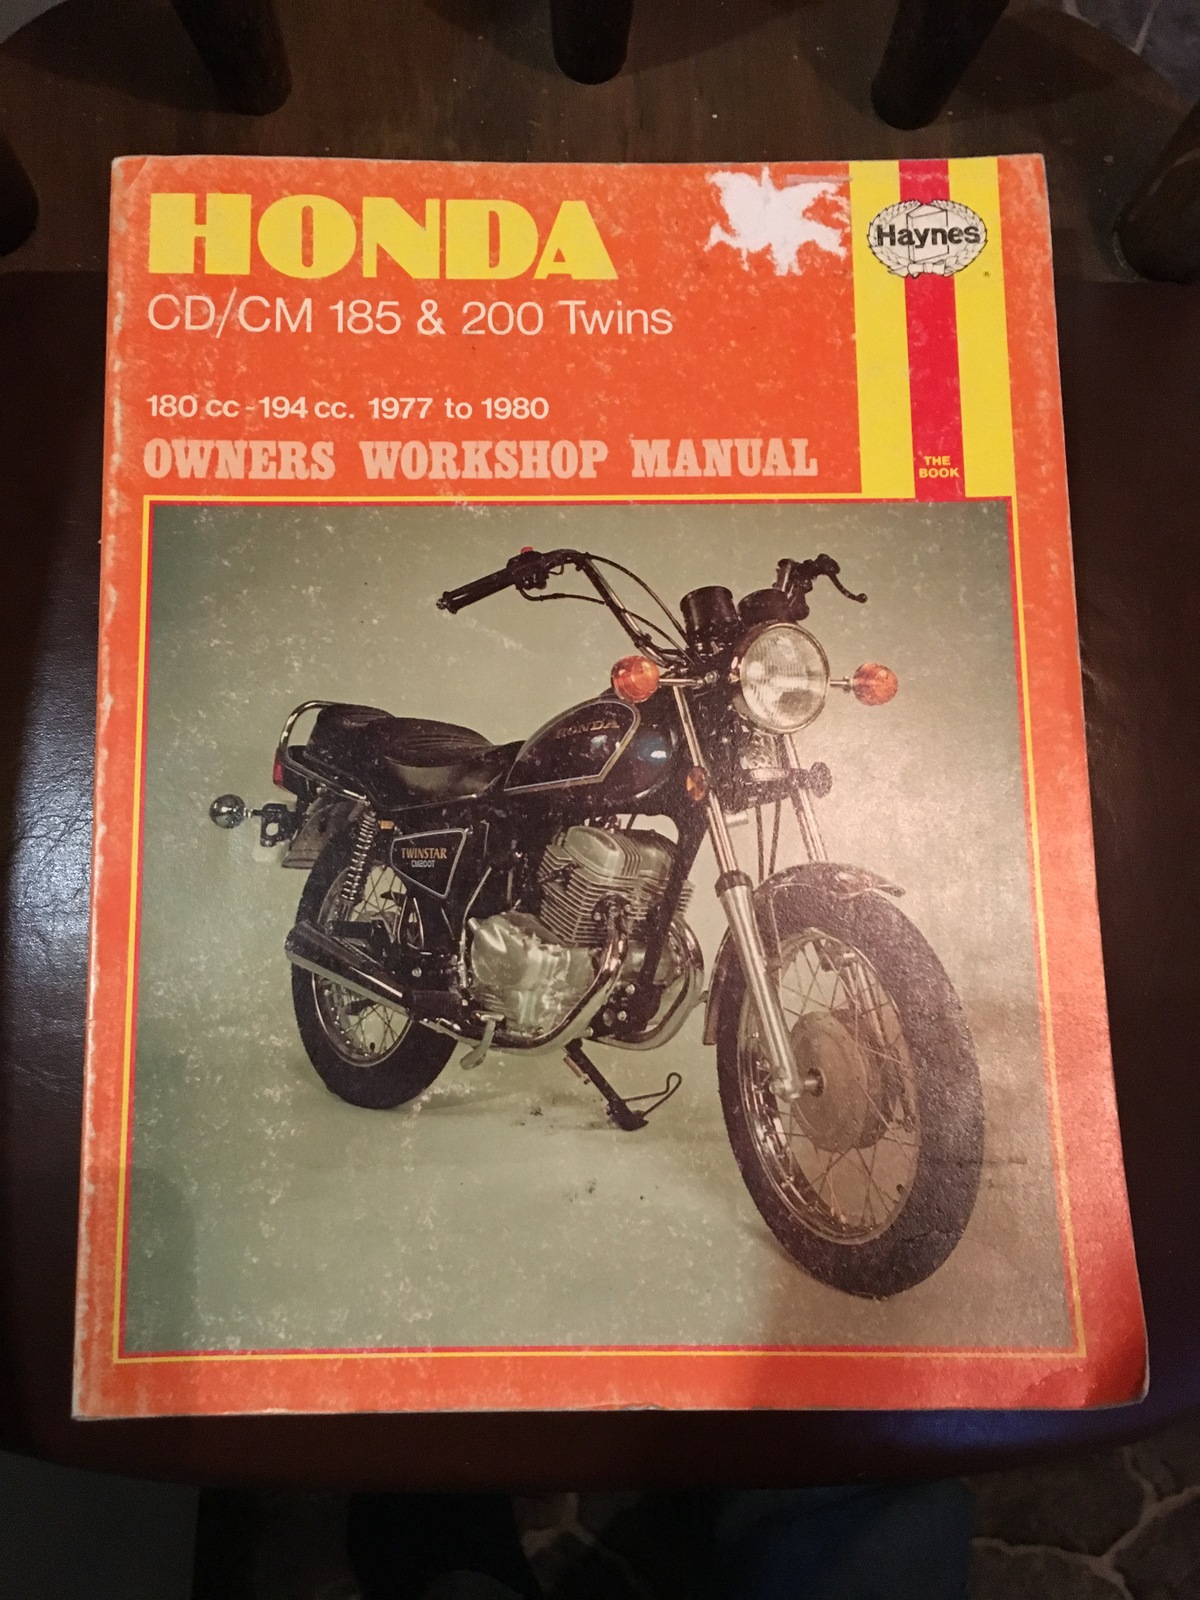 HONDA
CD/CM 185 & 200 Twins
180 cc - 194 cc. 1977 to 1980
OWNERS WORKSHOP MANUAL
Haynes
®
THE
BOOK
HONDA
TWINSTAR
CM200T